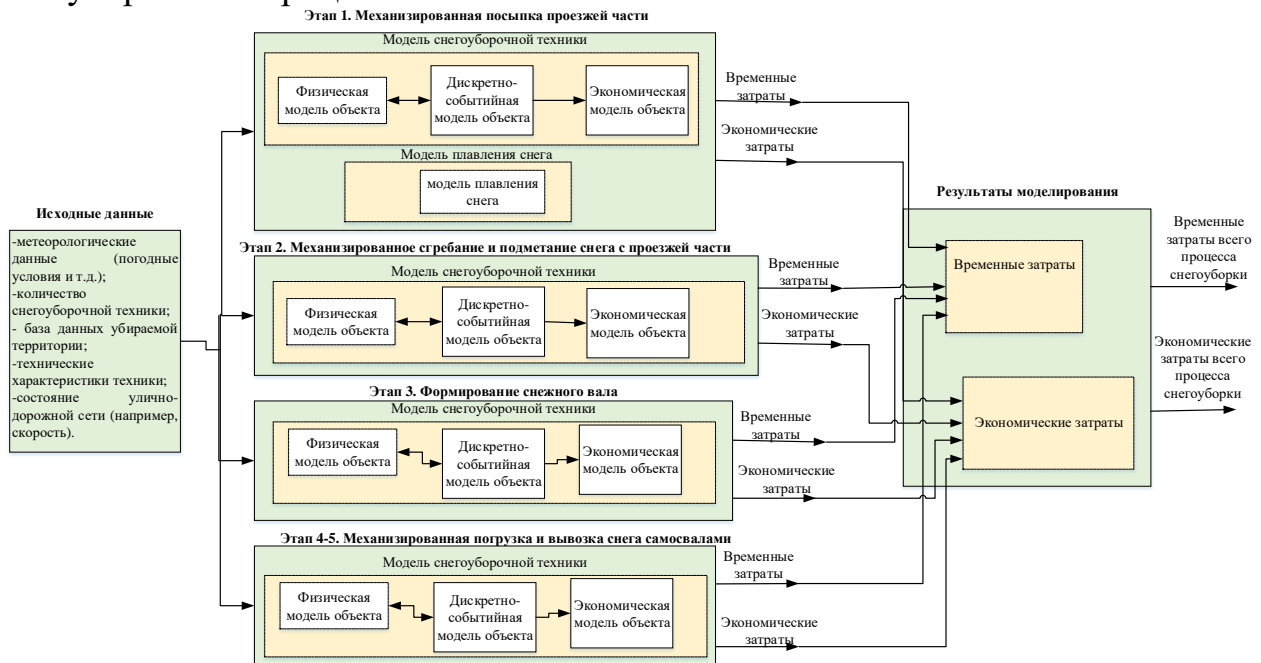 Этап 1. Механизированная посыпка проезжей части
Модель снегоуборочной техники
Физическая
модель объекта
Дискретно-
событийная
модель объекта
Экономическая
модель объекта
Модель плавления снега
модель плавления
снега
Временные
затраты
Экономические
затраты
Исходные данные
-метеорологические
данные (погодные
условия и т.д.);
-количество
снегоуборочной техники;
- база данных убираемой
территории;
-технические
характеристики техники;
-состояние улично-
дорожной сети (например,
скорость).
Этап 2. Механизированное сгребание и подметание снега с проезжей части
Модель снегоуборочной техники
Физическая
модель объекта
Дискретно-
событийная
модель объекта
Экономическая
модель объекта
Временные
затраты
Экономические
затраты
Этап 3. Формирование снежного вала
Модель снегоуборочной техники
Физическая
модель объекта
Дискретно-
событийная
модель объекта
Экономическая
модель объекта
Временные
затраты
Экономические
затраты
Этап 4-5. Механизированная погрузка и вывозка снега самосвалами
Модель снегоуборочной техники
Физическая
модель объекта
Дискретно-
событийная
модель объекта
Экономическая
модель объекта
Временные
затраты
Экономические
затраты
Результаты моделирования
Временные затраты
Экономические затраты
Временные
затраты всего
процесса
снегоуборки
Экономические
затраты всего
процесса
снегоуборки